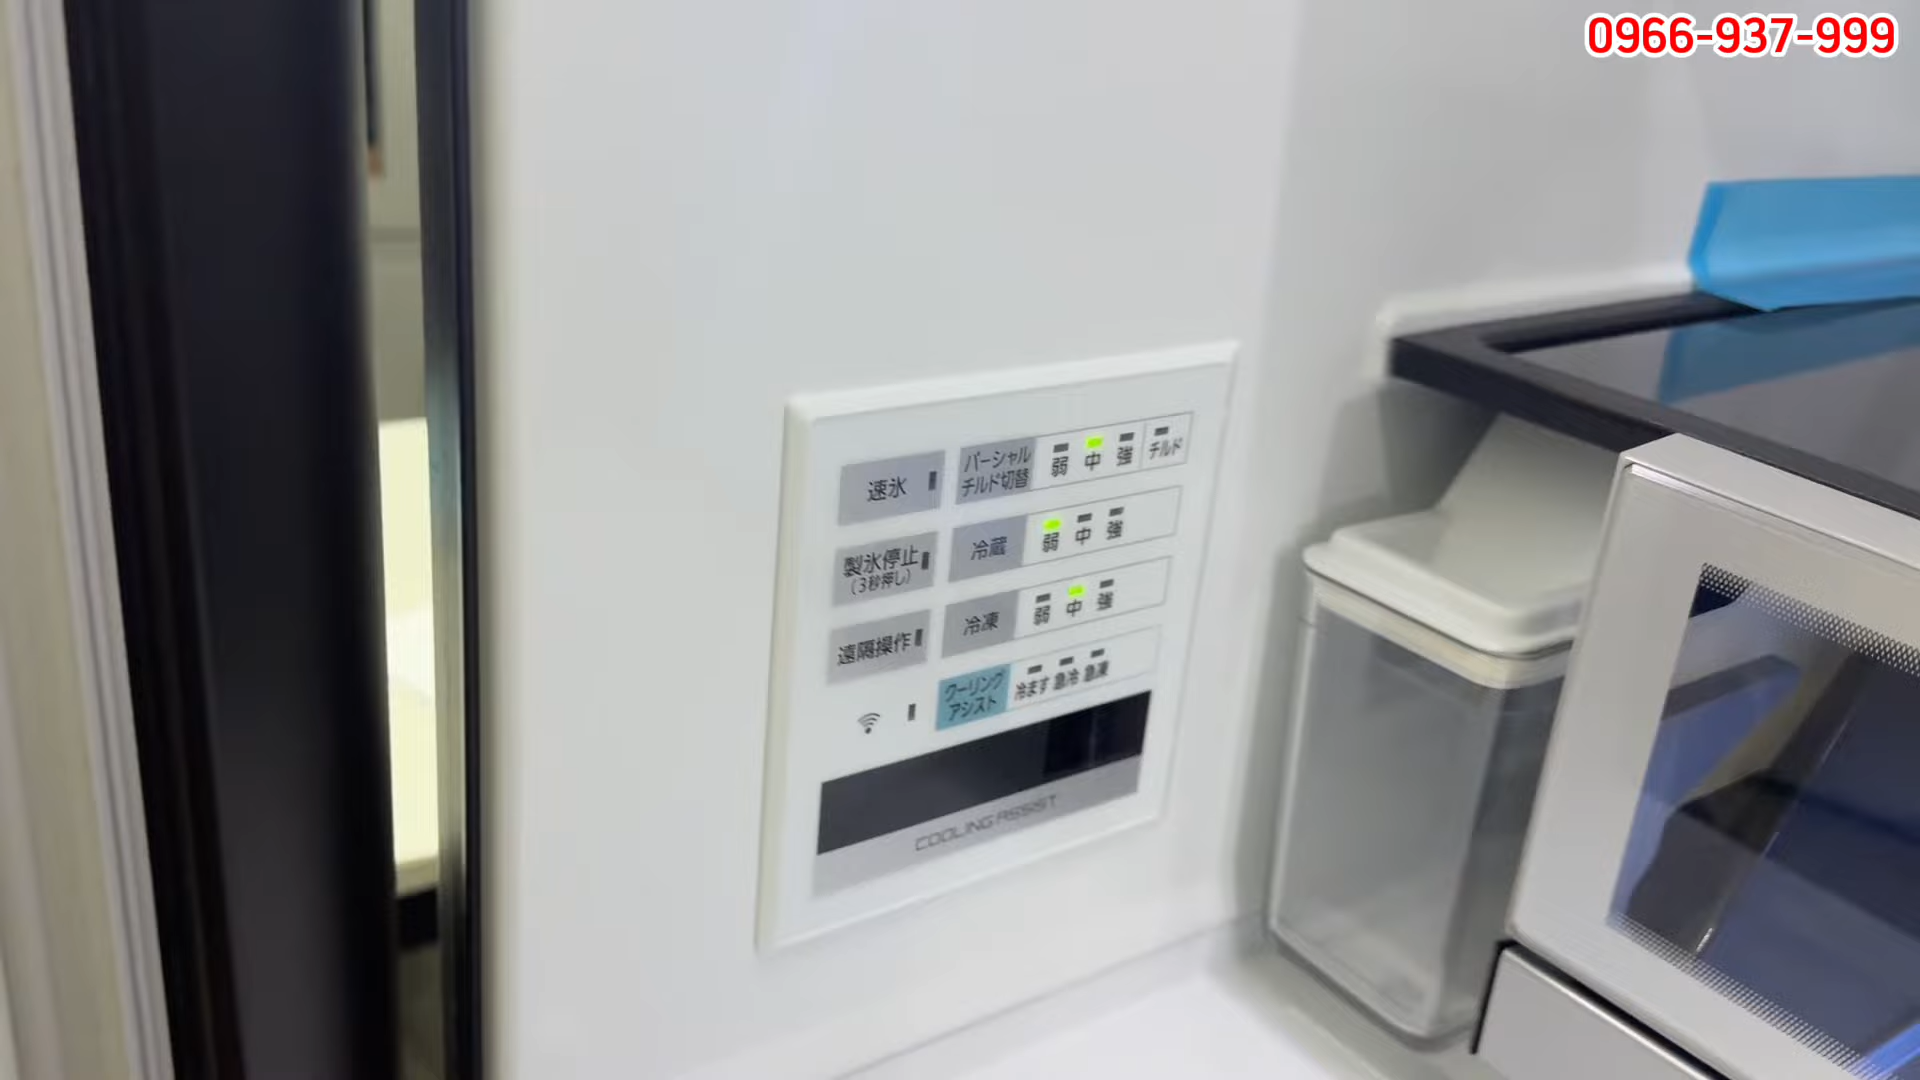 0966-937-999
速氷
パーシャル
チルド切替
弱 中 強 チルド
製氷停止
(3秒押し)
冷蔵
弱 中 強
遠隔操作
冷凍
弱 中 強
クーリング
アシスト
冷ます 急冷 急凍
COOLING ASSIST